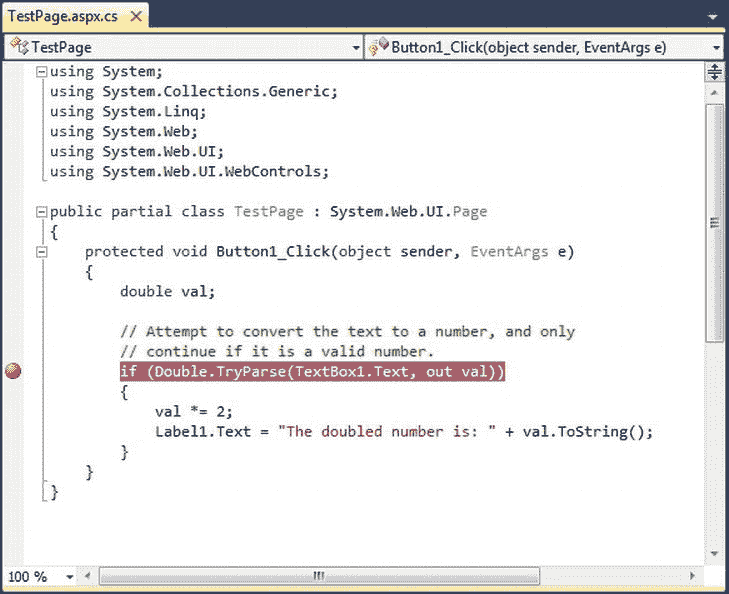 TestPage.aspx.cs
TestPage Button1_Click(object sender, EventArgs e)
using System;
using System.Collections.Generic;
using System.Linq;
using System.Web;
using System.Web.UI;
using System.Web.UI.WebControls;
public partial class TestPage : System.Web.UI.Page
{
protected void Button1_Click(object sender, EventArgs e)
{
double val;
// Attempt to convert the text to a number, and only
// continue if it is a valid number.
if (Double.TryParse(TextBox1.Text, out val))
{
val *= 2;
Label1.Text = "The doubled number is: " + val.ToString();
}
}
}
100 %